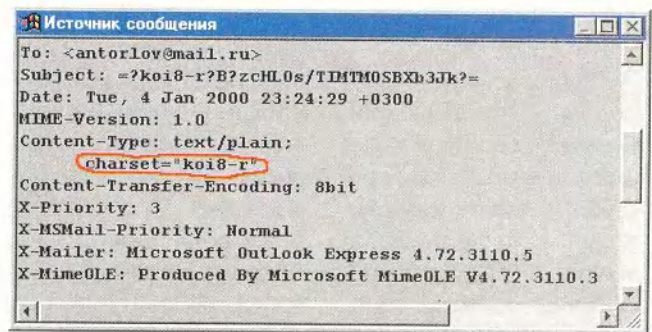 Источник сообщения
To: <antorlov@mail.ru>
Subject: =?koi8-r?B?zcHL0s/TIMTM0SBXb3Jk?=
Date: Tue, 4 Jan 2000 23:24:29 +0300
MIME-Version: 1.0
Content-Type: text/plain;
charset="koi8-r"
Content-Transfer-Encoding: 8bit
X-Priority: 3
X-MSMail-Priority: Normal
X-Mailer: Microsoft Outlook Express 4.72.3110.5
X-MimeOLE: Produced By Microsoft MimeOLE V4.72.3110.3